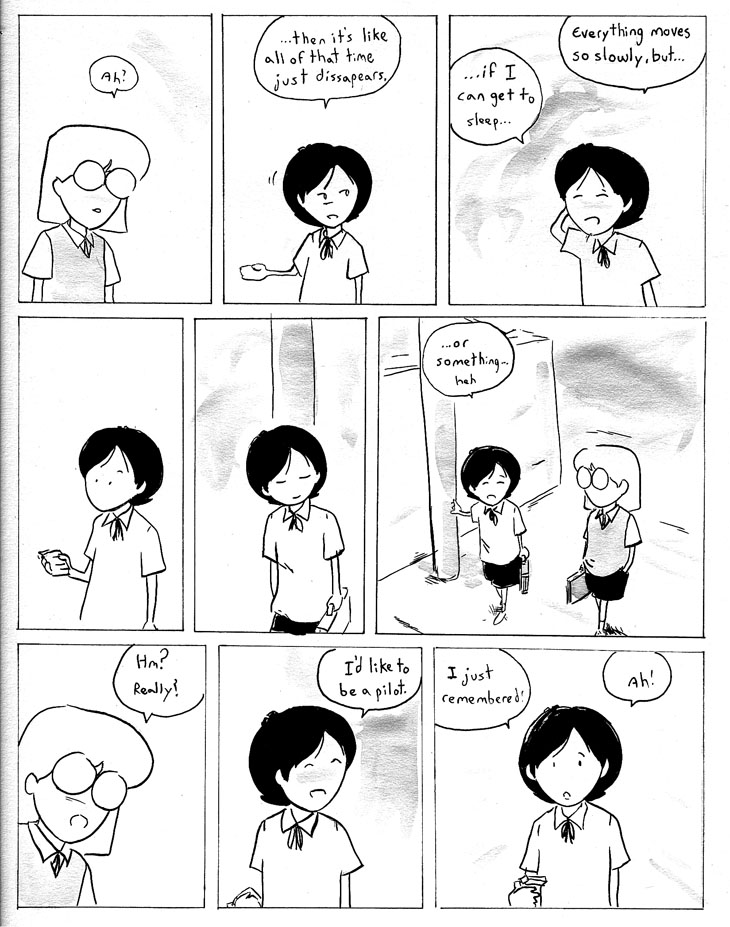 Everything moves
so slowly, but...
...if I
can get to
sleep...
...then it's like
all of that time
just dissapears.
Ah?
...or
something...
heh
Ah!
I just
remembered!
I'd like to
be a pilot.
Hm?
Really?